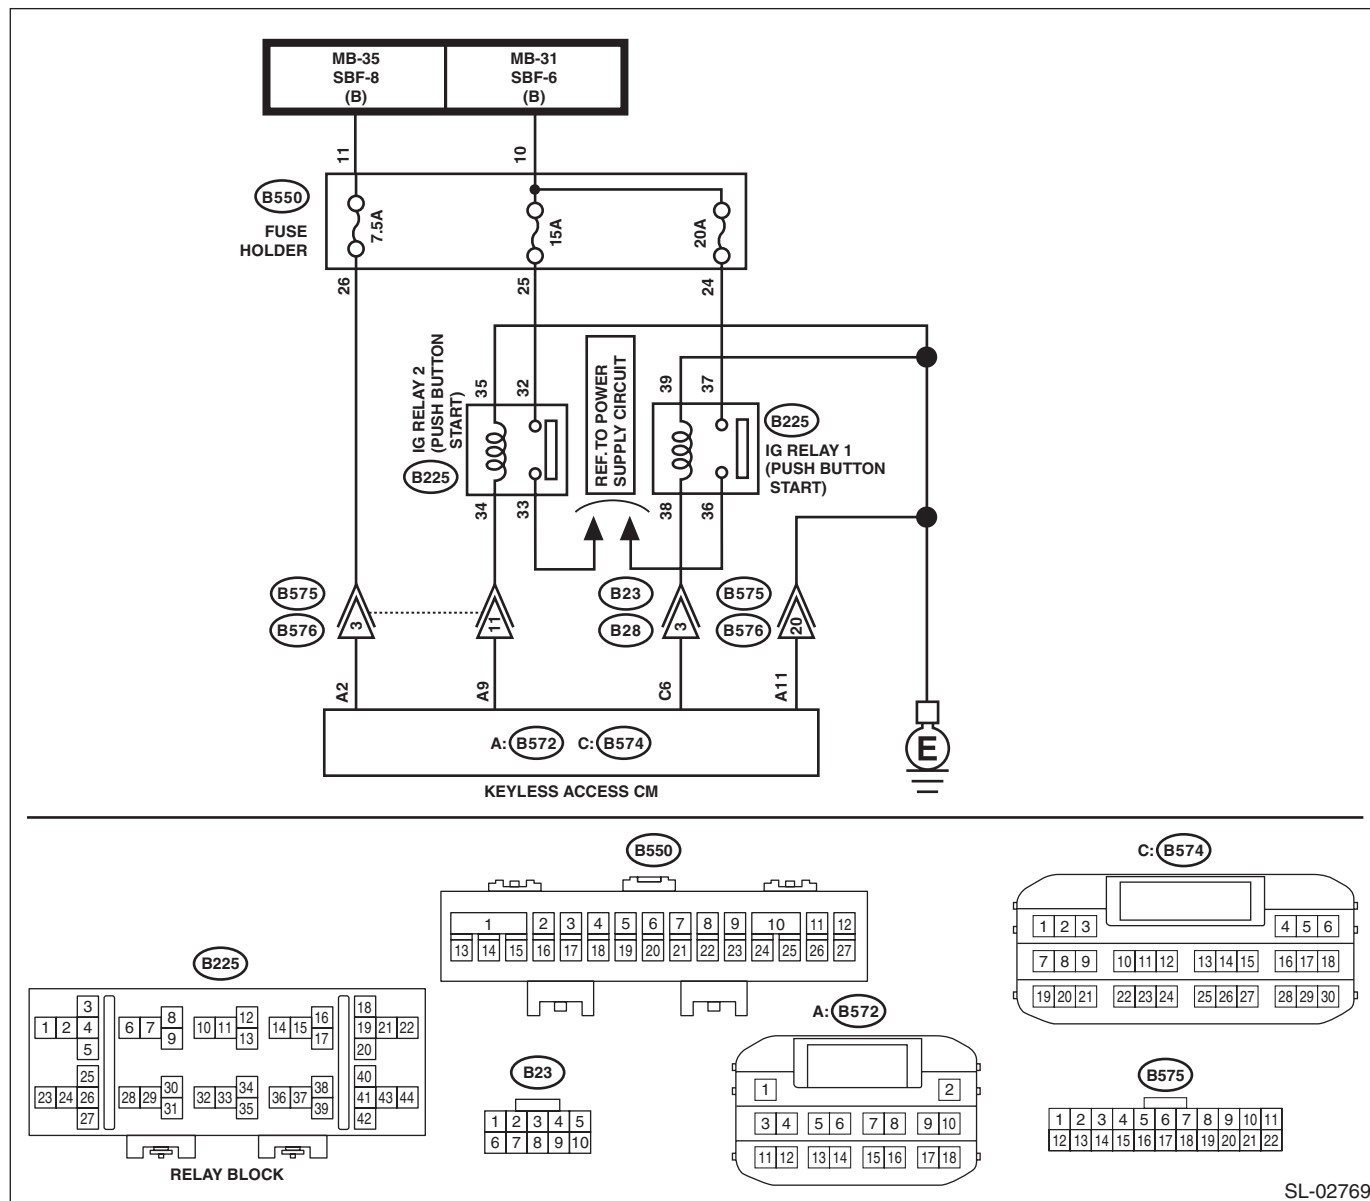 MB-35
SBF-8
(B)
MB-31
SBF-6
(B)
11
10
B550
FUSE
HOLDER
7.5A
15A
20A
26
25
24
IG RELAY 2
(PUSH BUTTON
START)
B225
35
32
REF. TO POWER
SUPPLY CIRCUIT
39
37
B225
IG RELAY 1
(PUSH BUTTON
START)
34
33
38
36
B575
B576
3
11
B23
B28
3
B575
B576
20
A2
A9
C6
A11
A: B572 C: B574
KEYLESS ACCESS CM
E
B550
1 2 3 4 5 6 7 8 9 10 11 12
13 14 15 16 17 18 19 20 21 22 23 24 25 26 27
C: B574
1 2 3 4 5 6
7 8 9 10 11 12 13 14 15 16 17 18
19 20 21 22 23 24 25 26 27 28 29 30
B225
3 8 12 16 18
1 2 4 6 7 10 11 14 15 19 21 22
5 9 13 17 20
25 30 34 38 40
23 24 26 28 29 32 33 36 37 41 43 44
27 31 35 39 42
RELAY BLOCK
B23
1 2 3 4 5
6 7 8 9 10
A: B572
1 2
3 4 5 6 7 8 9 10
11 12 13 14 15 16 17 18
B575
1 2 3 4 5 6 7 8 9 10 11
12 13 14 15 16 17 18 19 20 21 22
SL-02769